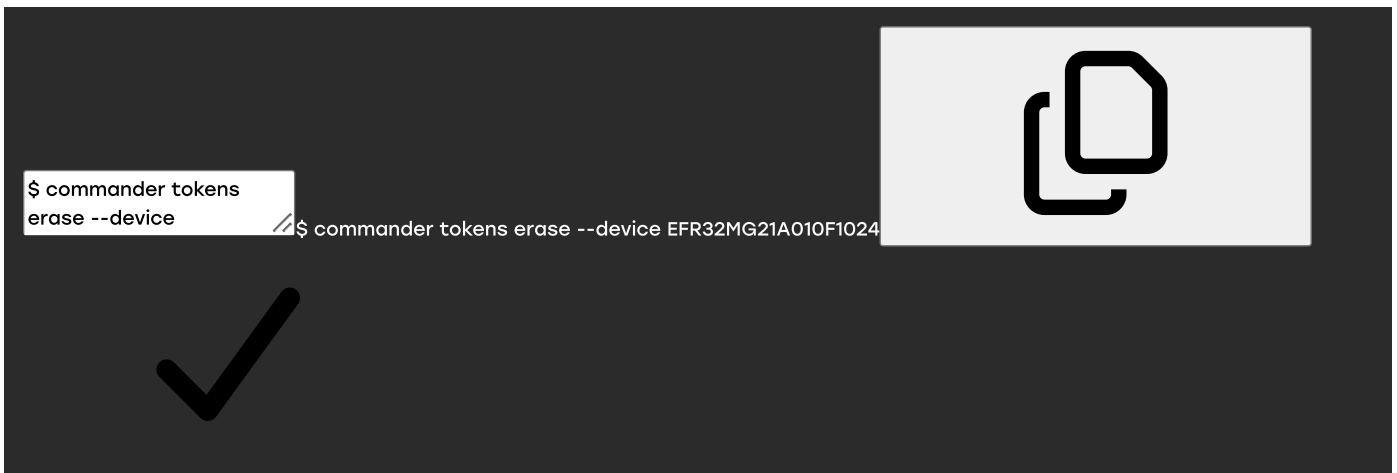 $ commander tokens
erase --device
$ commander tokens erase --device EFR32MG21A010F1024